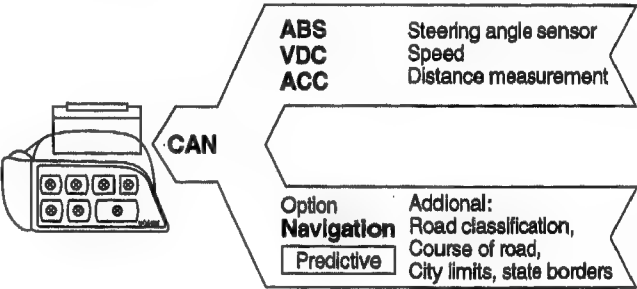 ABS Steering angle sensor
VDC Speed
ACC Distance measurement
CAN
Option Addional:
Navigation Road classification,
Predictive Course of road,
City limits, state borders